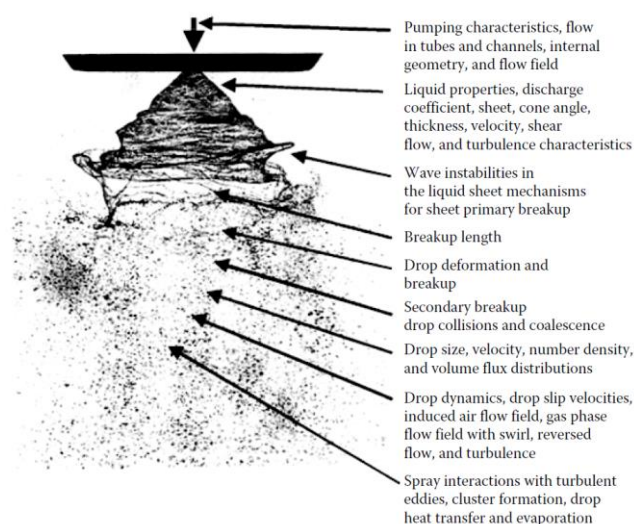 Pumping characteristics, flow
in tubes and channels, internal
geometry, and flow field
Liquid properties, discharge
coefficient, sheet, cone angle,
thickness, velocity, shear
flow, and turbulence characteristics
Wave instabilities in
the liquid sheet mechanisms
for sheet primary breakup
Breakup length
Drop deformation and
breakup
Secondary breakup
drop collisions and coalescence
Drop size, velocity, number density,
and volume flux distributions
Drop dynamics, drop slip velocities,
induced air flow field, gas phase
flow field with swirl, reversed
flow, and turbulence
Spray interactions with turbulent
eddies, cluster formation, drop
heat transfer and evaporation